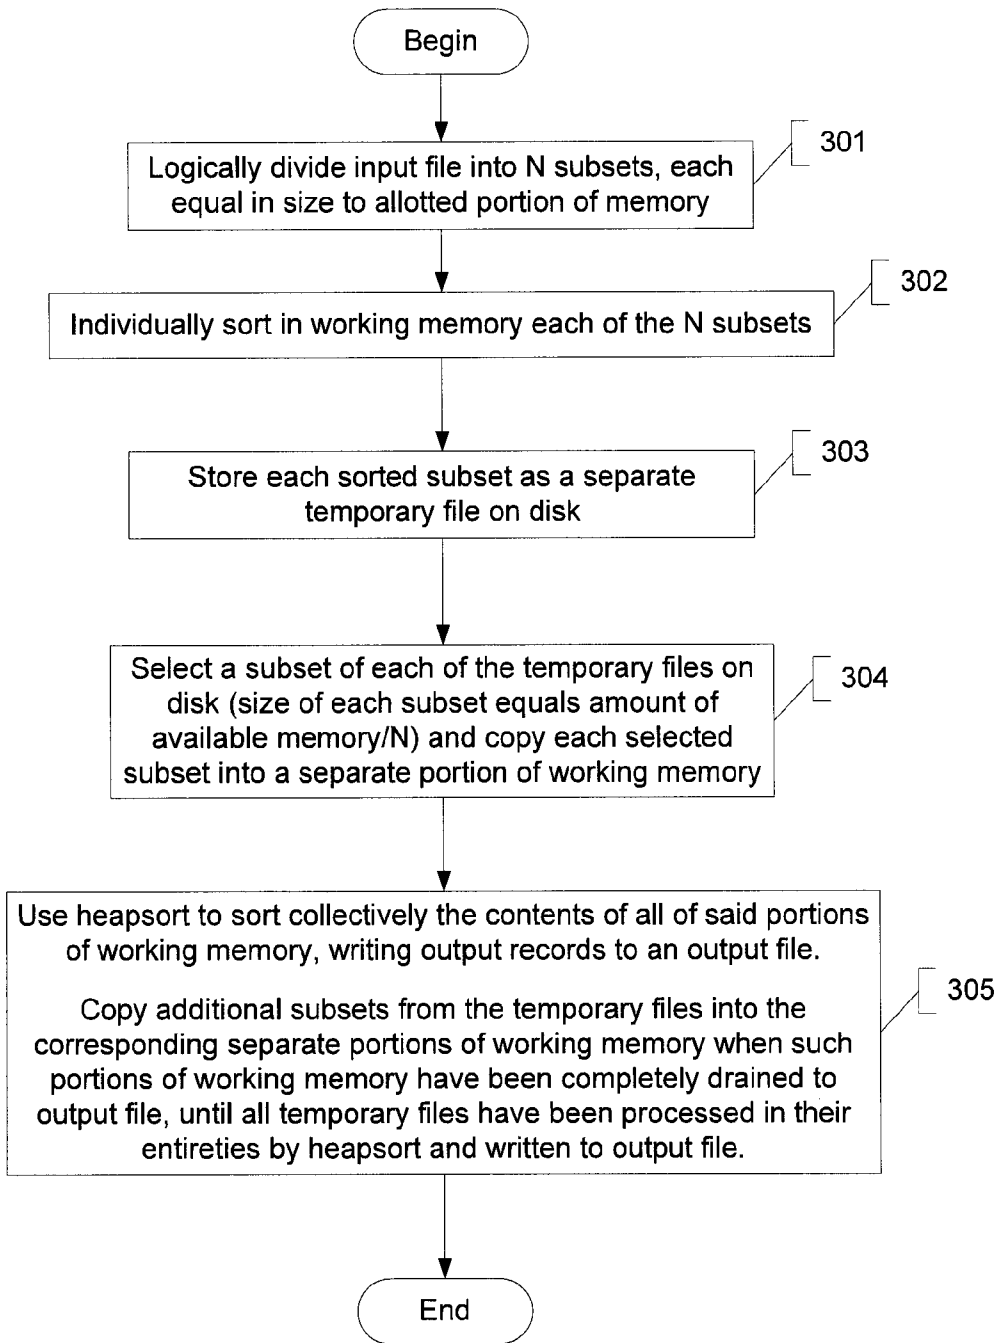 Begin
301
Logically divide input file into N subsets, each
equal in size to allotted portion of memory
302
Individually sort in working memory each of the N subsets
303
Store each sorted subset as a separate
temporary file on disk
304
Select a subset of each of the temporary files on
disk (size of each subset equals amount of
available memory/N) and copy each selected
subset into a separate portion of working memory
305
Use heapsort to sort collectively the contents of all of said portions
of working memory, writing output records to an output file.
Copy additional subsets from the temporary files into the
corresponding separate portions of working memory when such
portions of working memory have been completely drained to
output file, until all temporary files have been processed in their
entireties by heapsort and written to output file.
End